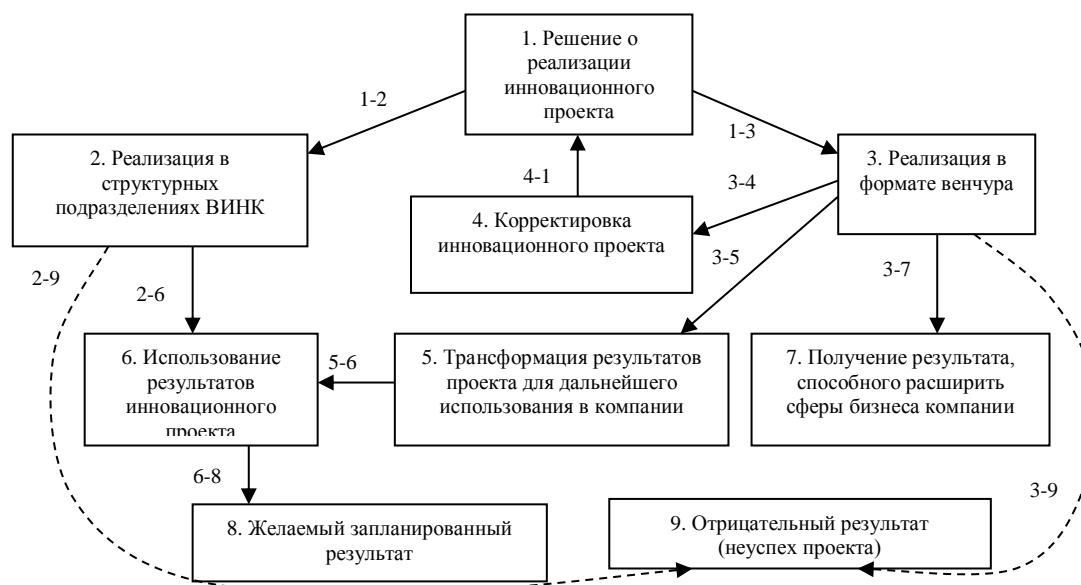 1. Решение о
реализации
инновационного
проекта
1-2
1-3
2. Реализация в
структурных
подразделениях ВИНК
4-1
3-4
3. Реализация в
формате венчура
4. Корректировка
инновационного проекта
2-9
2-6
3-5
3-7
6. Использование
результатов
инновационного
проекта
5-6
5. Трансформация результатов
проекта для дальнейшего
использования в компании
7. Получение результата,
способного расширить
сферы бизнеса компании
6-8
3-9
8. Желаемый запланированный
результат
9. Отрицательный результат
(неуспех проекта)